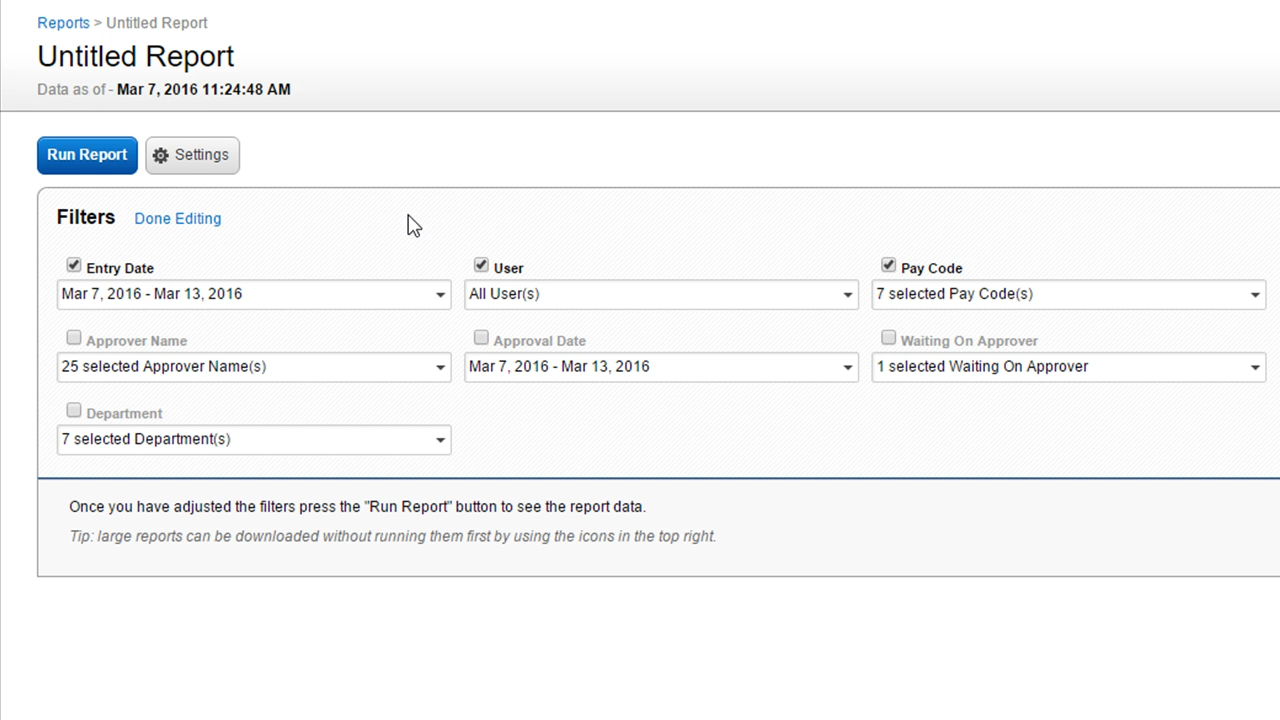 Reports > Untitled Report
Untitled Report
Data as of - Mar 7, 2016 11:24:48 AM
Run Report Settings
Filters Done Editing
Entry Date User Pay Code
Mar 7, 2016 - Mar 13, 2016 All User(s) 7 selected Pay Code(s)
Approver Name Approval Date Waiting On Approver
25 selected Approver Name(s) Mar 7, 2016 - Mar 13, 2016 1 selected Waiting On Approver
Department
7 selected Department(s)
Once you have adjusted the filters press the "Run Report" button to see the report data.
Tip: large reports can be downloaded without running them first by using the icons in the top right.